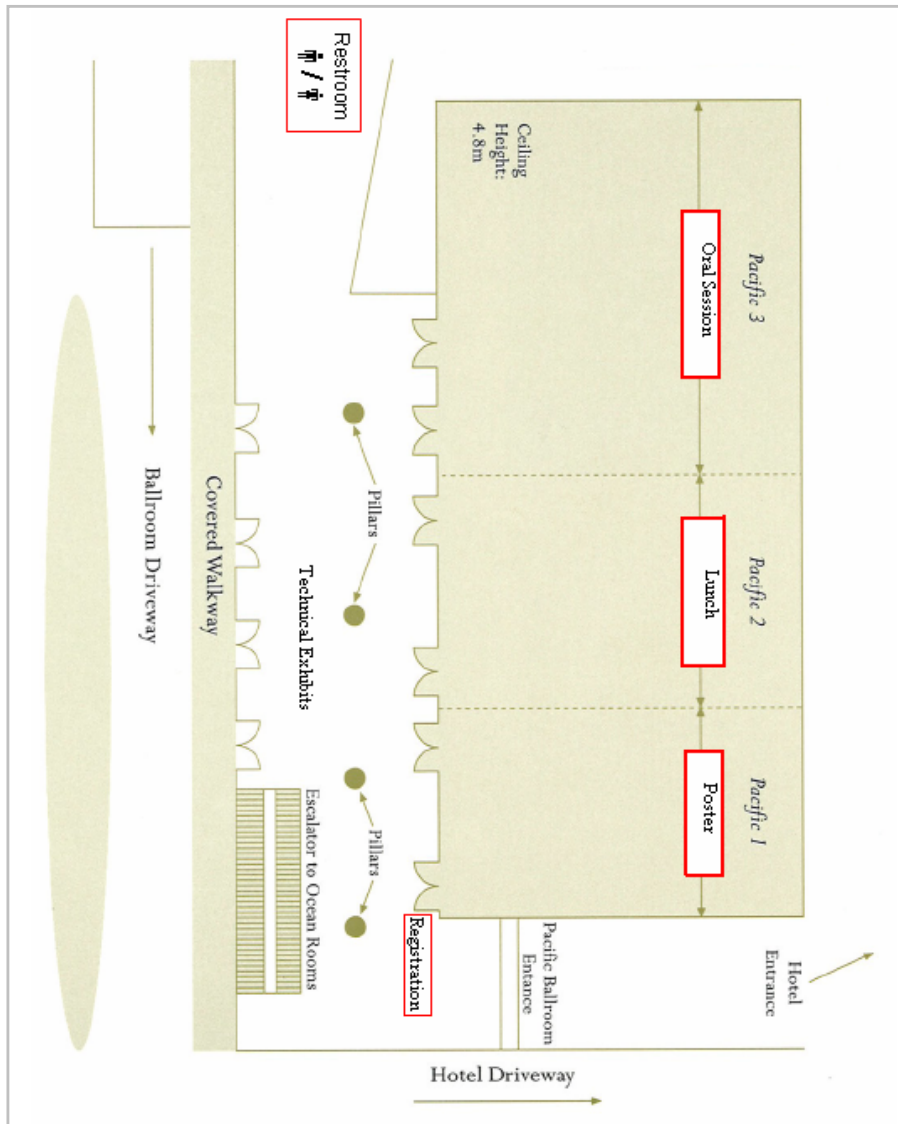 Restroom
Ceiling
Height:
4.8m
Oral Session
Pacific 3
Pillars
Technical Exhibits
Covered Walkway
Ballroom Driveway
Lunch
Pacific 2
Poster
Pacific 1
Pillars
Escalator to Ocean Rooms
Registration
Pacific Ballroom
Entance
Hotel
Entrance
Hotel Driveway